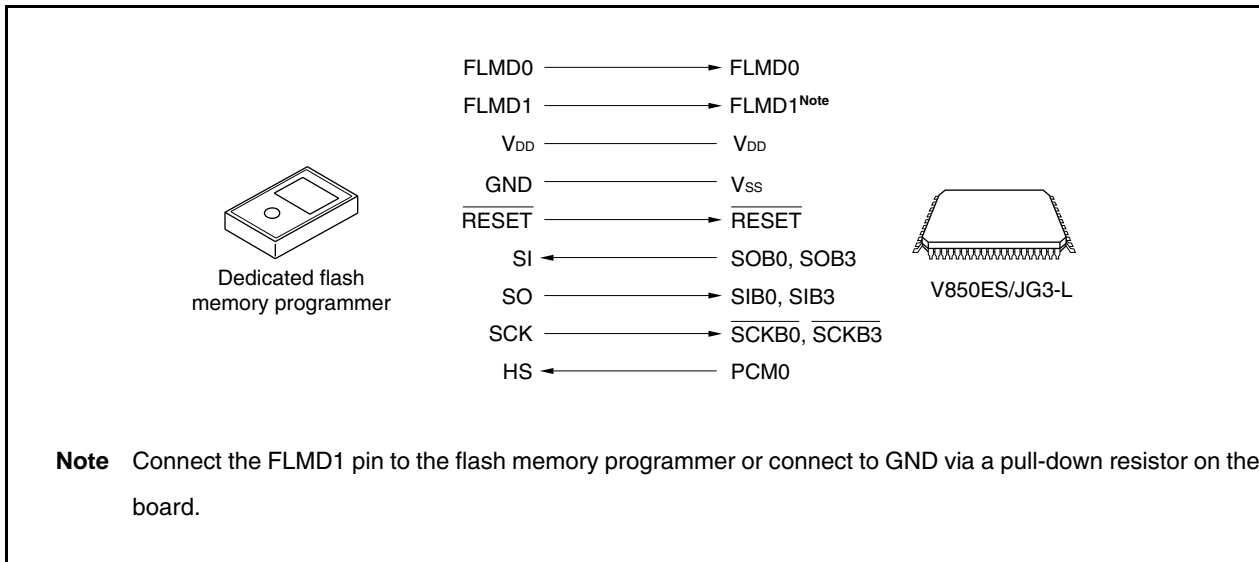 FLMD0 FLMD0
FLMD1 FLMD1Note
VDD VDD
GND VSS
RESET RESET
SI SOB0, SOB3
SO SIB0, SIB3
SCK SCKB0, SCKB3
HS PCM0
Dedicated flash
memory programmer
V850ES/JG3-L
Note Connect the FLMD1 pin to the flash memory programmer or connect to GND via a pull-down resistor on the
board.